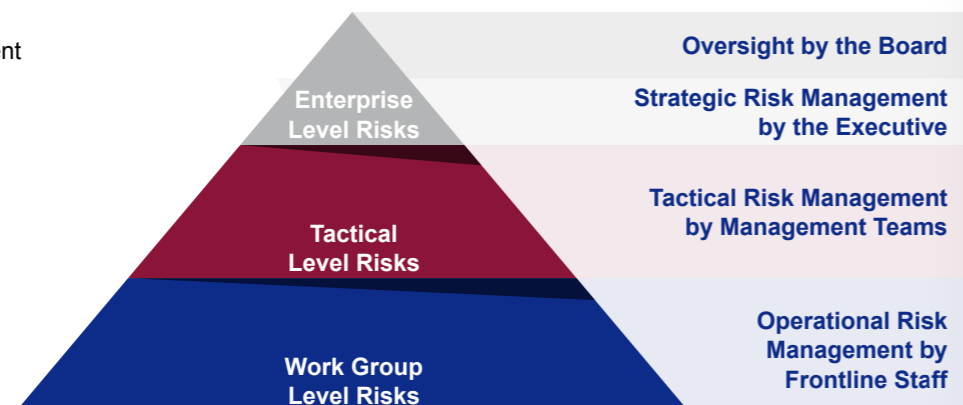 ent
Oversight by the Board
Enterprise
Level Risks
Strategic Risk Management
by the Executive
Tactical
Level Risks
Tactical Risk Management
by Management Teams
Work Group
Level Risks
Operational Risk
Management by
Frontline Staff